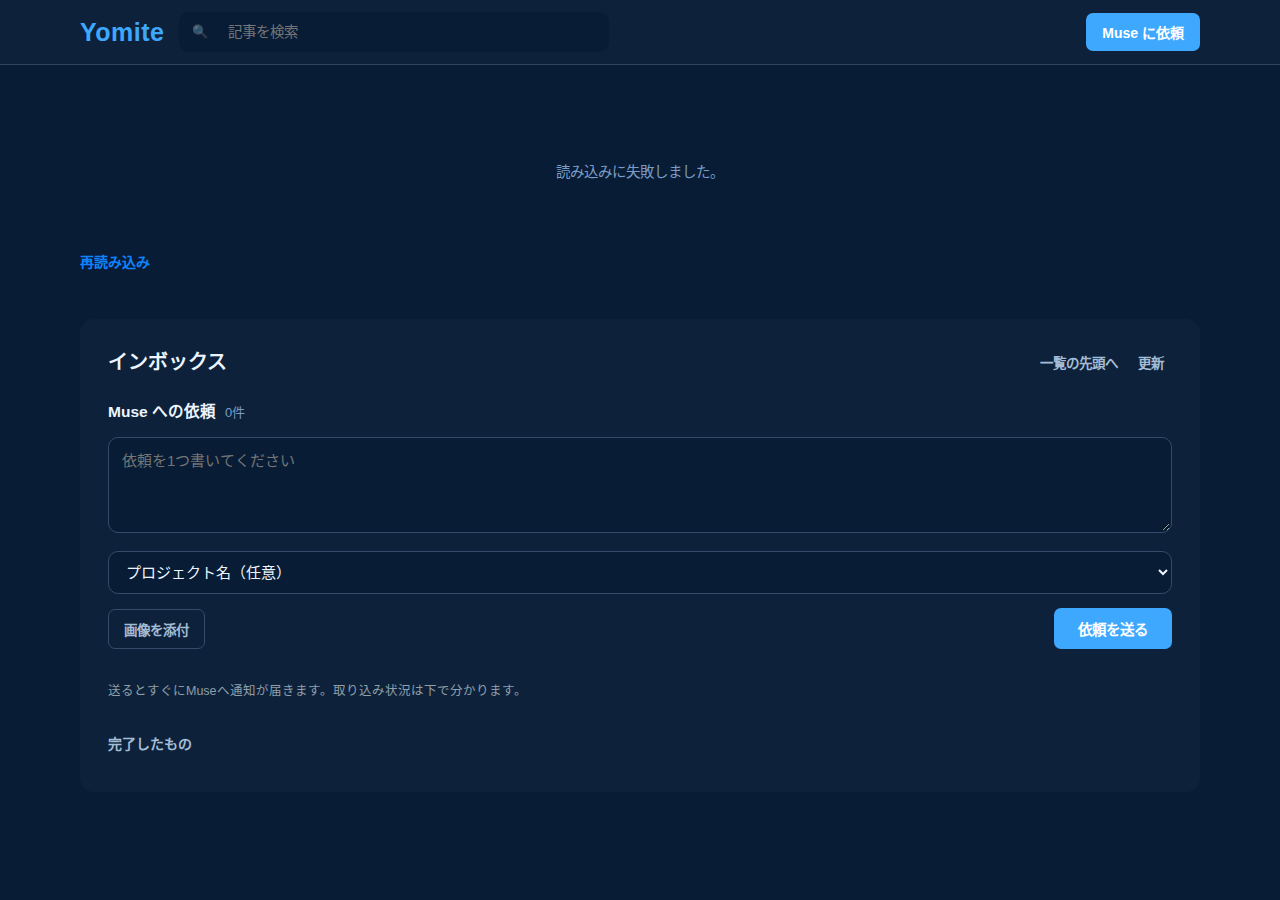 Yomite
🔍 記事を検索
Muse に依頼
読み込みに失敗しました。
再読み込み
インボックス
一覧の先頭へ 更新
Muse への依頼 0件
依頼を1つ書いてください
プロジェクト名（任意）
画像を添付
依頼を送る
送るとすぐにMuseへ通知が届きます。取り込み状況は下で分かります。
完了したもの